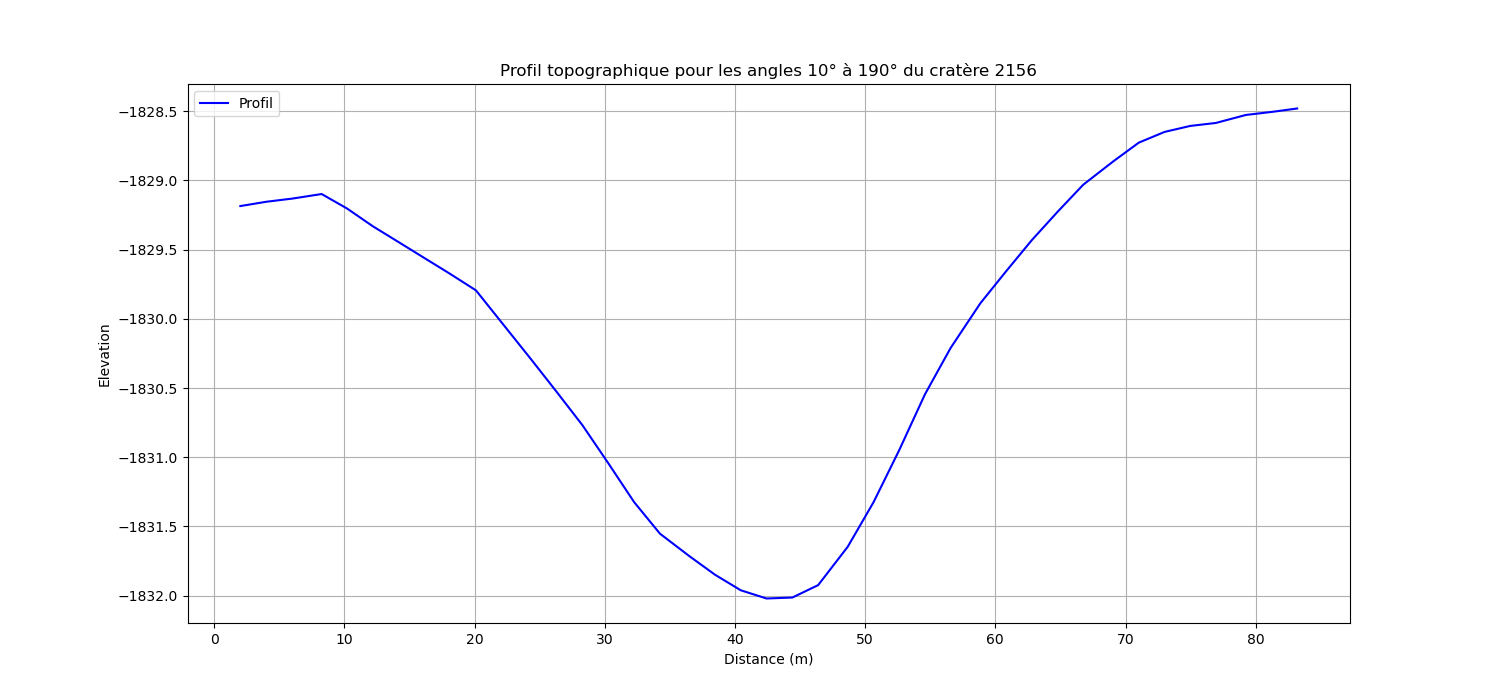 Profil topographique pour les angles 10° à 190° du cratère 2156
Profil
−1828.5
−1829.0
−1829.5
−1830.0
−1830.5
−1831.0
−1831.5
−1832.0
Elevation
0 10 20 30 40 50 60 70 80
Distance (m)